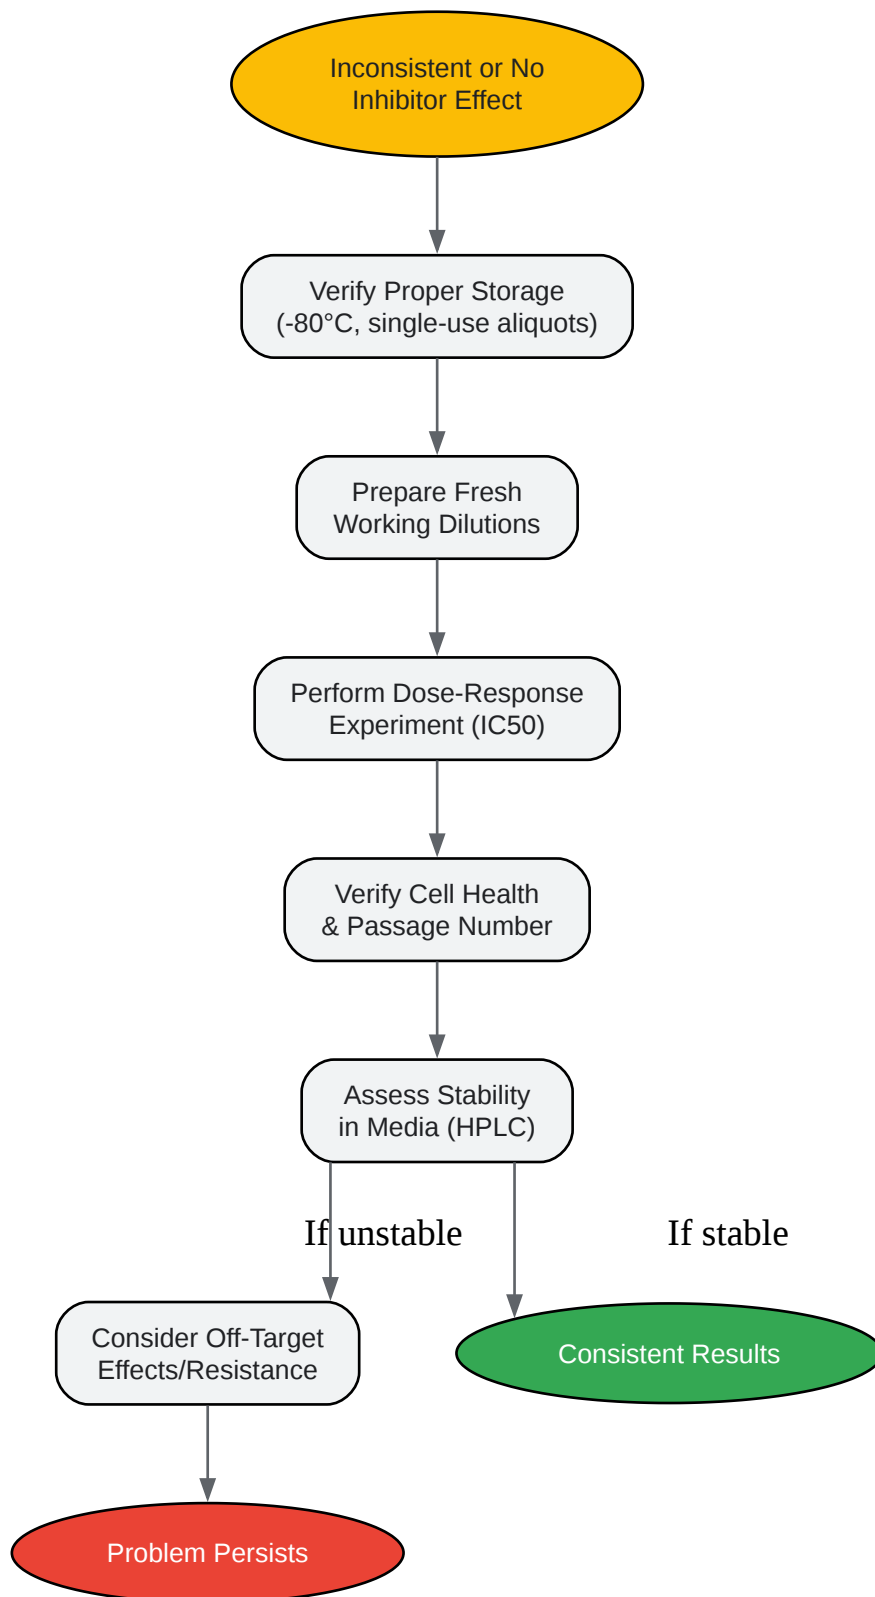 Inconsistent or No
Inhibitor Effect
Verify Proper Storage
(-80°C, single-use aliquots)
Prepare Fresh
Working Dilutions
Perform Dose-Response
Experiment (IC50)
Verify Cell Health
& Passage Number
Assess Stability
in Media (HPLC)
If unstable
If stable
Consider Off-Target
Effects/Resistance
Consistent Results
Problem Persists